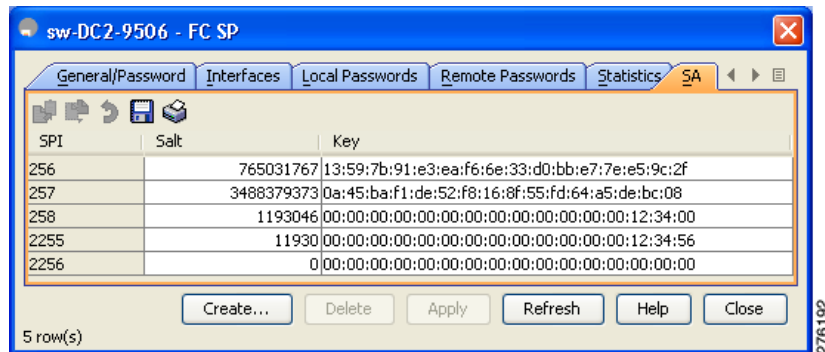 sw-DC2-9506 - FC SP
General/Password Interfaces Local Passwords Remote Passwords Statistics SA
SPI Salt Key
256 765031767 13:59:7b:91:e3:ea:f6:6e:33:d0:bb:e7:7e:e5:9c:2f
257 3488379373 0a:45:ba:f1:de:52:f8:16:8f:55:fd:64:a5:de:bc:08
258 1193046 00:00:00:00:00:00:00:00:00:00:00:00:00:12:34:00
2255 11930 00:00:00:00:00:00:00:00:00:00:00:00:00:12:34:56
2256 0 00:00:00:00:00:00:00:00:00:00:00:00:00:00:00:00
Create... Delete Apply Refresh Help Close
5 row(s)
276192